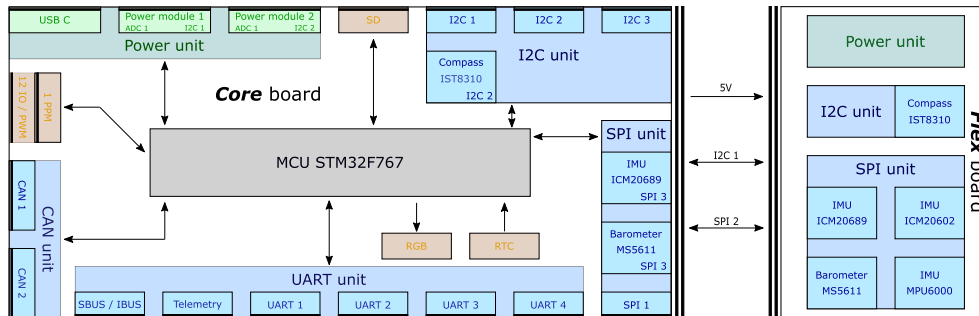 USB C
Power module 1
ADC 1 I2C 1
Power module 2
ADC 1 I2C 2
Power unit
SD
I2C 1
I2C 2
I2C 3
I2C unit
Compass
IST8310
I2C 2
Core board
12 IO / PWM
1 PPM
MCU STM32F767
SPI unit
IMU
ICM20689
SPI 3
Barometer
MS5611
SPI 3
SPI 1
CAN 1
CAN 2
CAN unit
RGB
RTC
UART unit
SBUS / IBUS
Telemetry
UART 1
UART 2
UART 3
UART 4
5V
I2C 1
SPI 2
Power unit
I2C unit
Compass
IST8310
Flex board
SPI unit
IMU
ICM20689
IMU
ICM20602
Barometer
MS5611
IMU
MPU6000